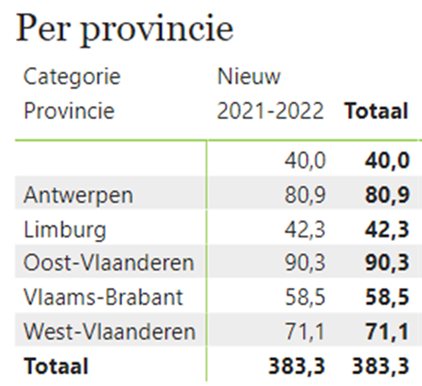 Per provincie
Categorie Nieuw
Provincie 2021-2022 Totaal
40,0 40,0
Antwerpen 80,9 80,9
Limburg 42,3 42,3
Oost-Vlaanderen 90,3 90,3
Vlaams-Brabant 58,5 58,5
West-Vlaanderen 71,1 71,1
Totaal 383,3 383,3